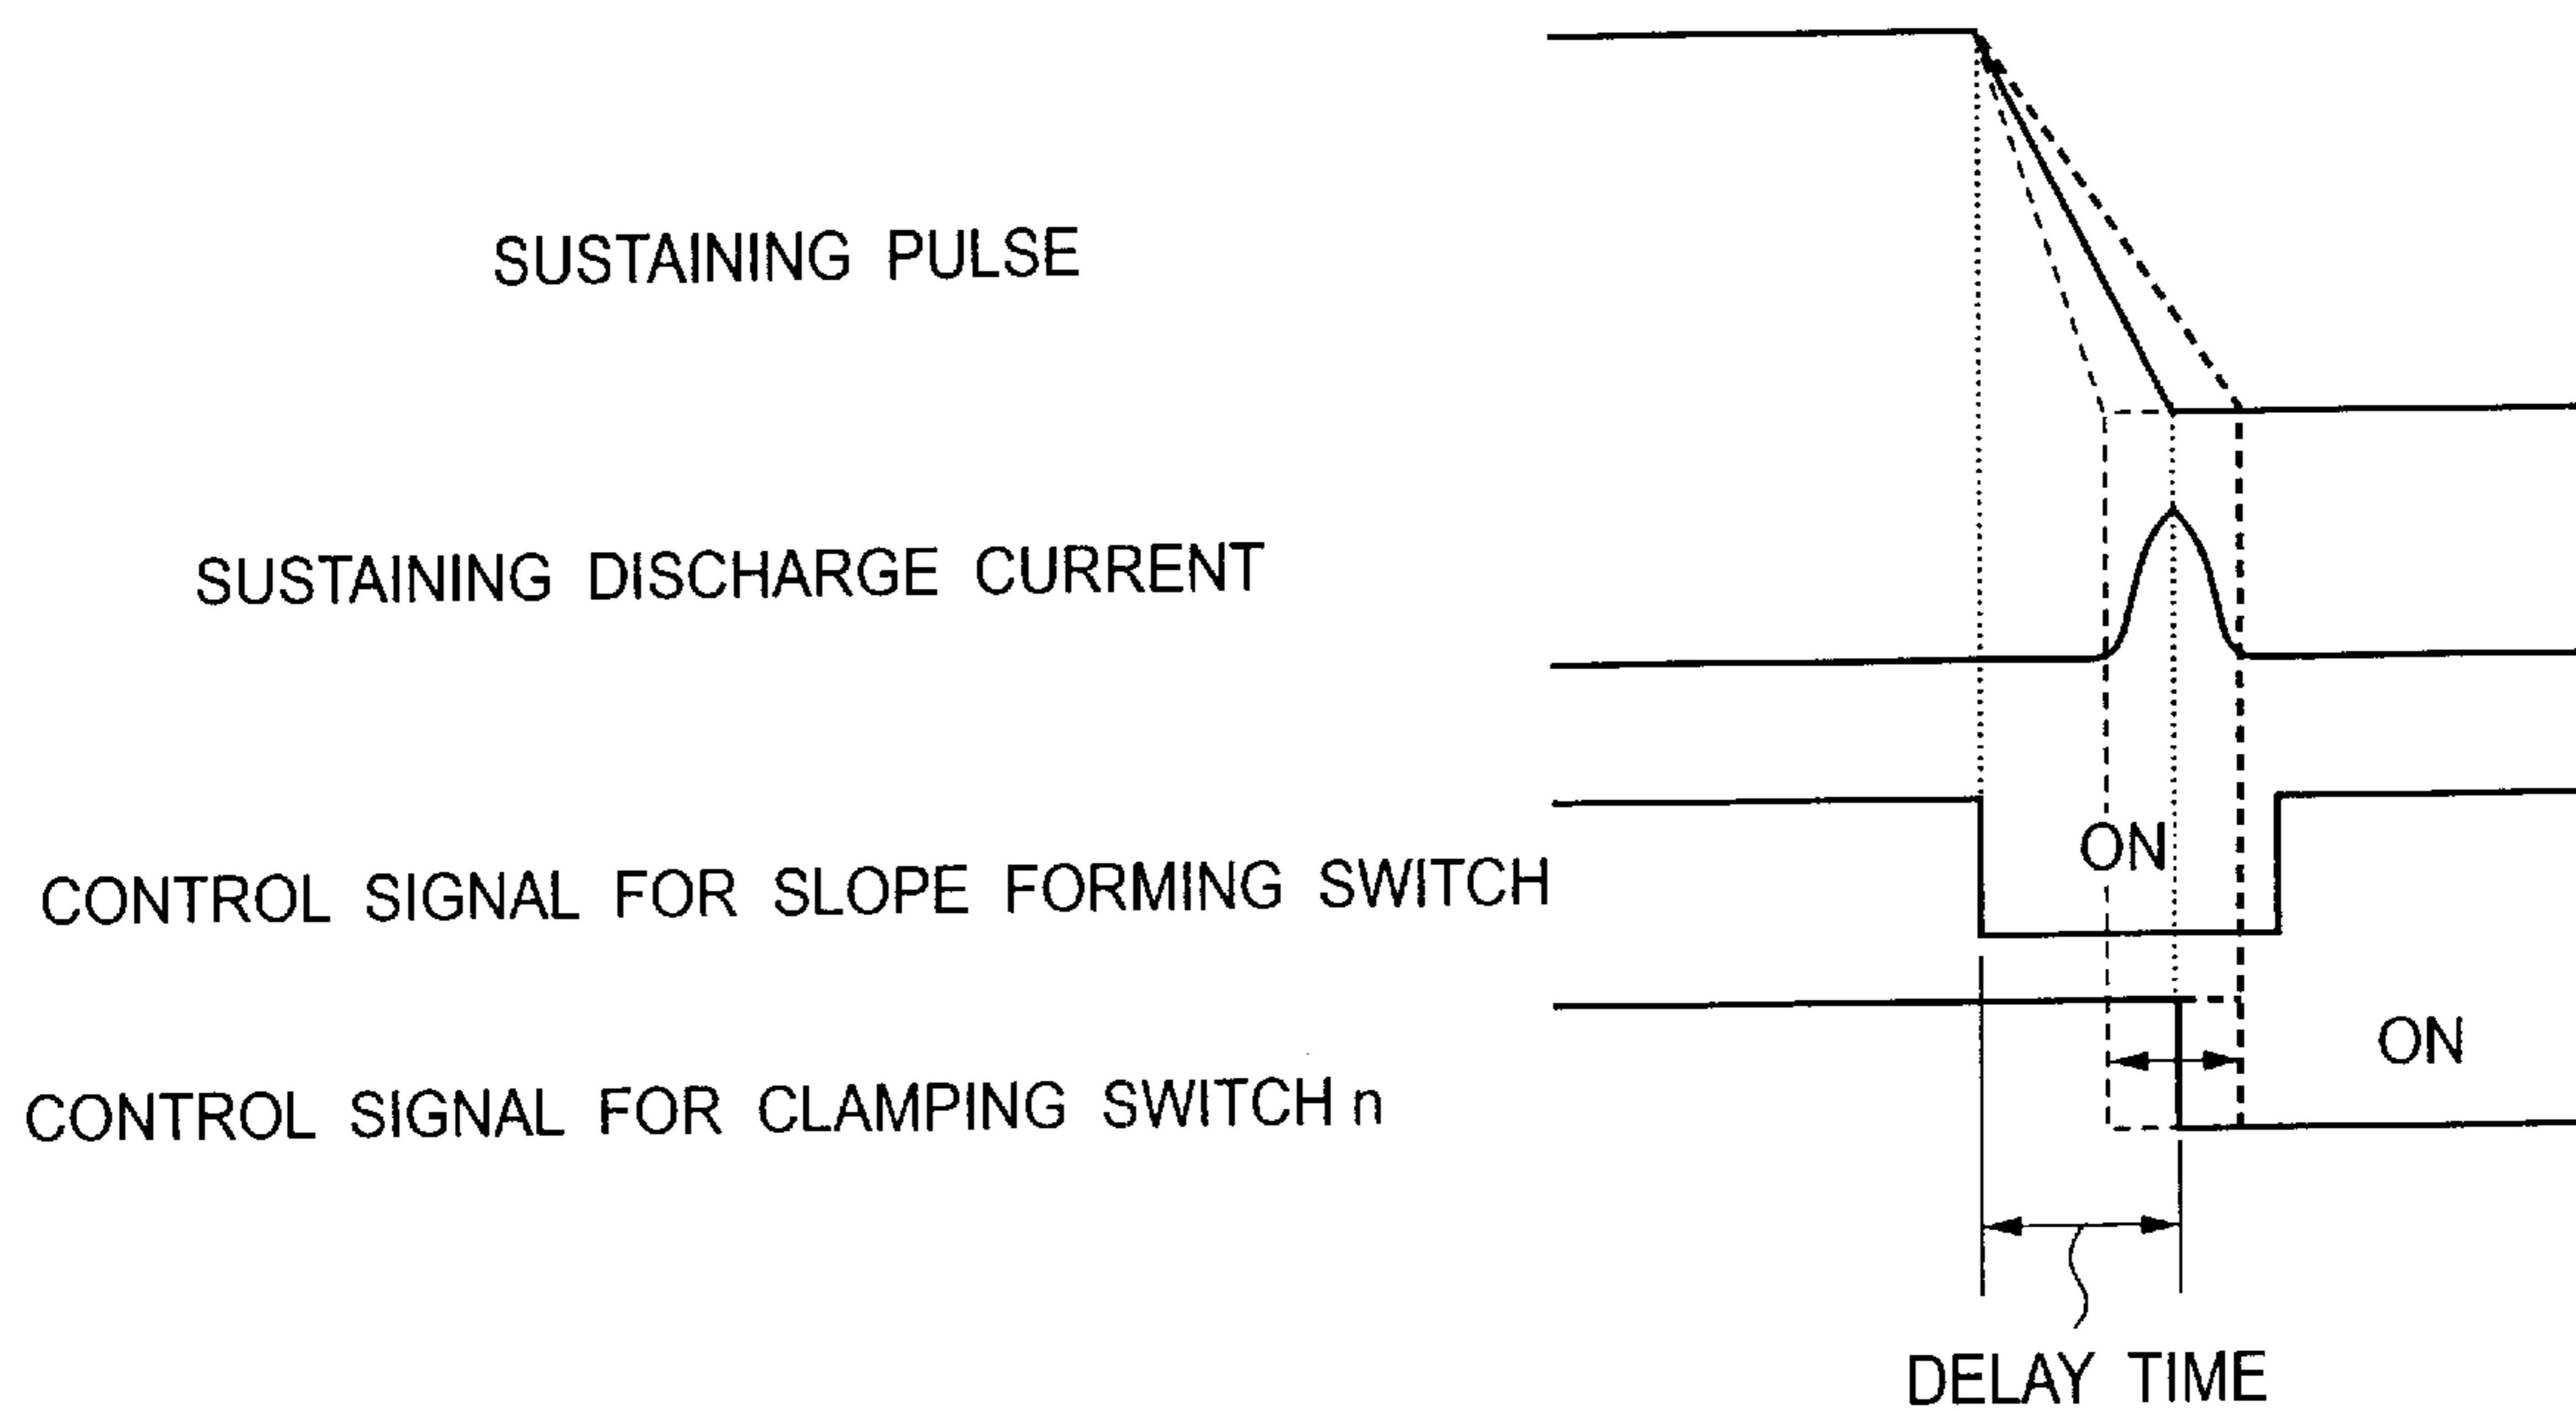 SUSTAINING PULSE
SUSTAINING DISCHARGE CURRENT
ON
CONTROL SIGNAL FOR SLOPE FORMING SWITCH
ON
CONTROL SIGNAL FOR CLAMPING SWITCH n
DELAY TIME